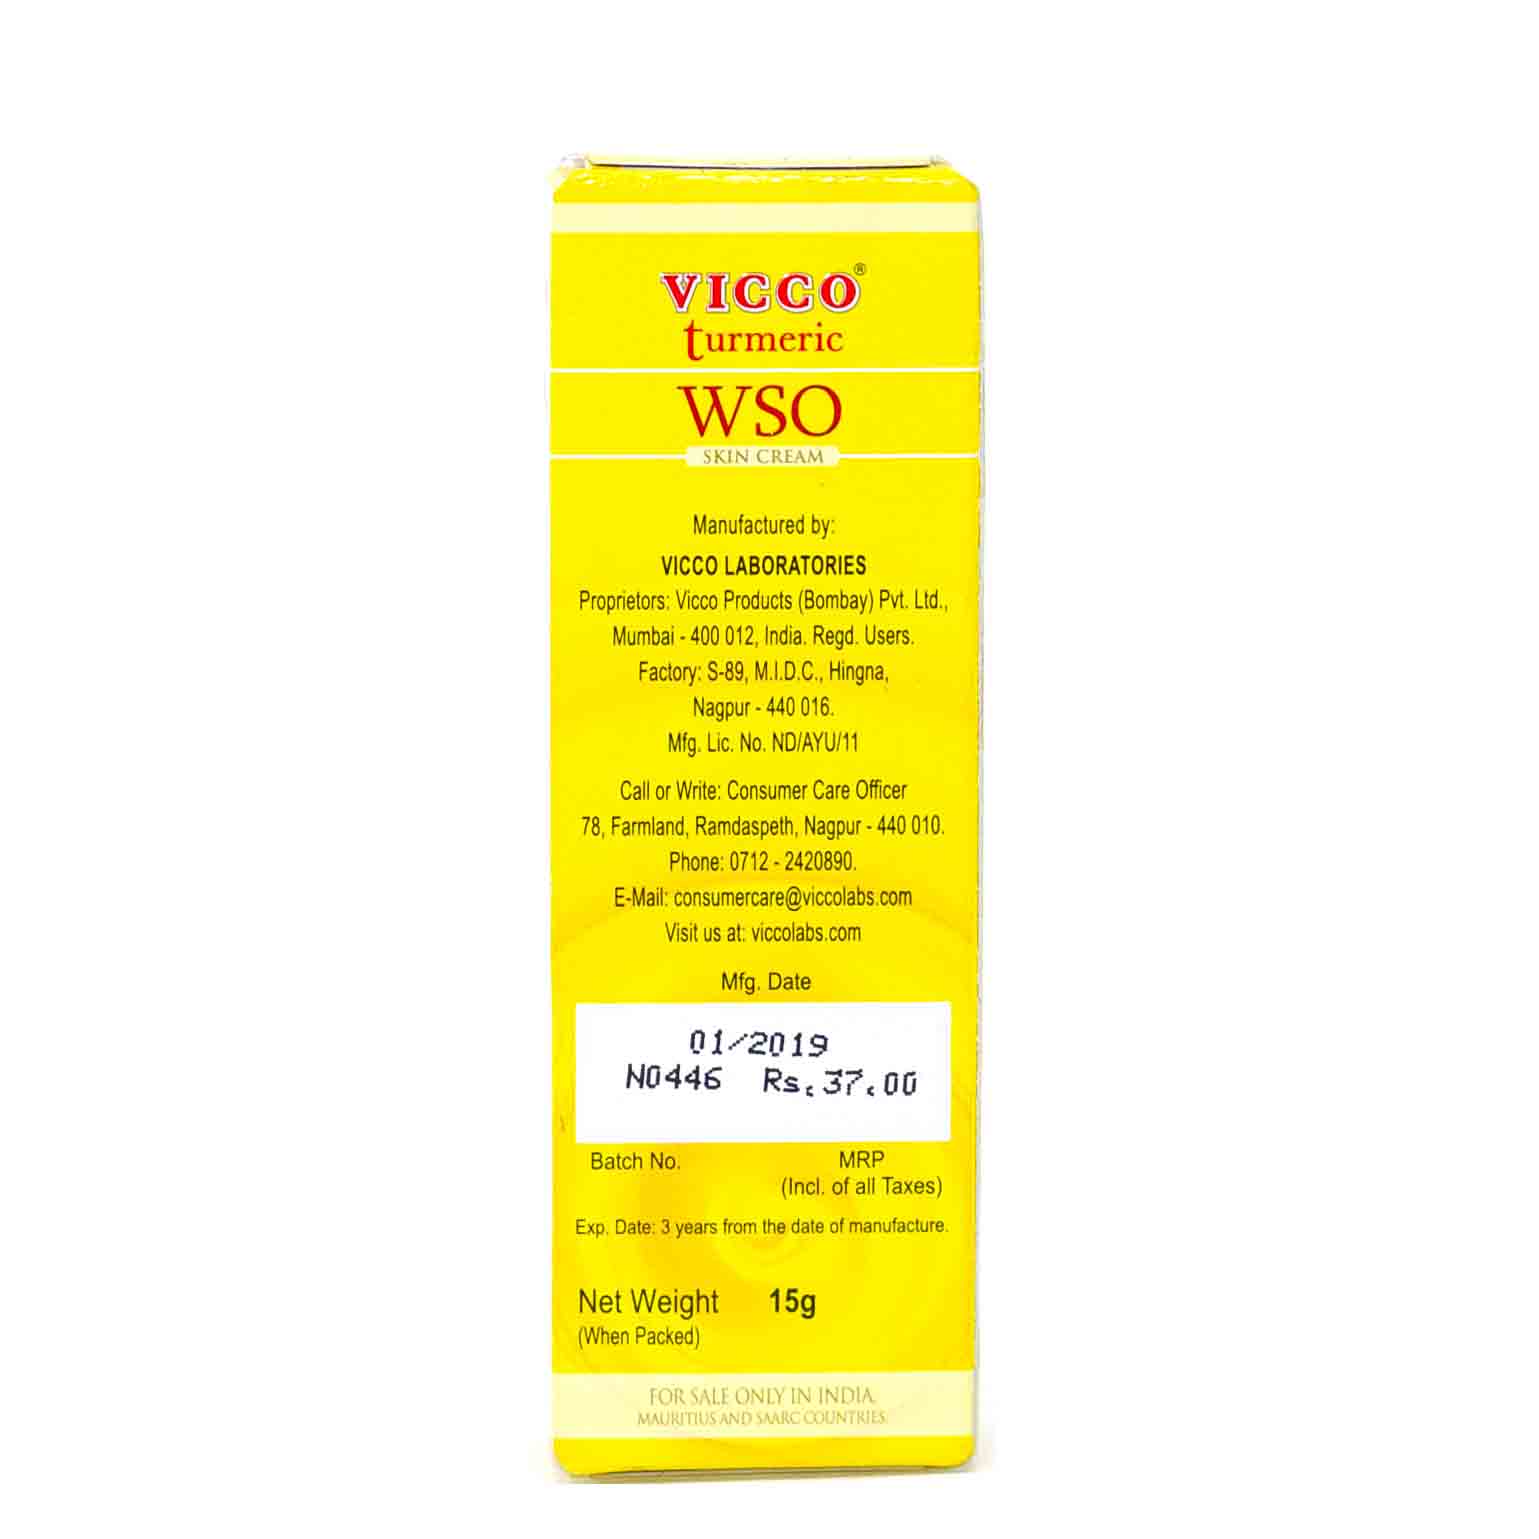 VICCO®
turmeric
WSO
SKIN CREAM
Manufactured by:
VICCO LABORATORIES
Proprietors: Vicco Products (Bombay) Pvt. Ltd.,
Mumbai - 400 012, India. Regd. Users.
Factory: S-89, M.I.D.C., Hingna,
Nagpur - 440 016.
Mfg. Lic. No. ND/AYU/11
Call or Write: Consumer Care Officer
78, Farmland, Ramdaspeth, Nagpur - 440 010.
Phone: 0712 - 2420890.
E-Mail: consumercare@viccolabs.com
Visit us at: viccolabs.com
Mfg. Date
01/2019
N0446 Rs.37.00
Batch No. MRP
(Incl. of all Taxes)
Exp. Date: 3 years from the date of manufacture.
Net Weight 15g
(When Packed)
FOR SALE ONLY IN INDIA,
MAURITIUS AND SAARC COUNTRIES.